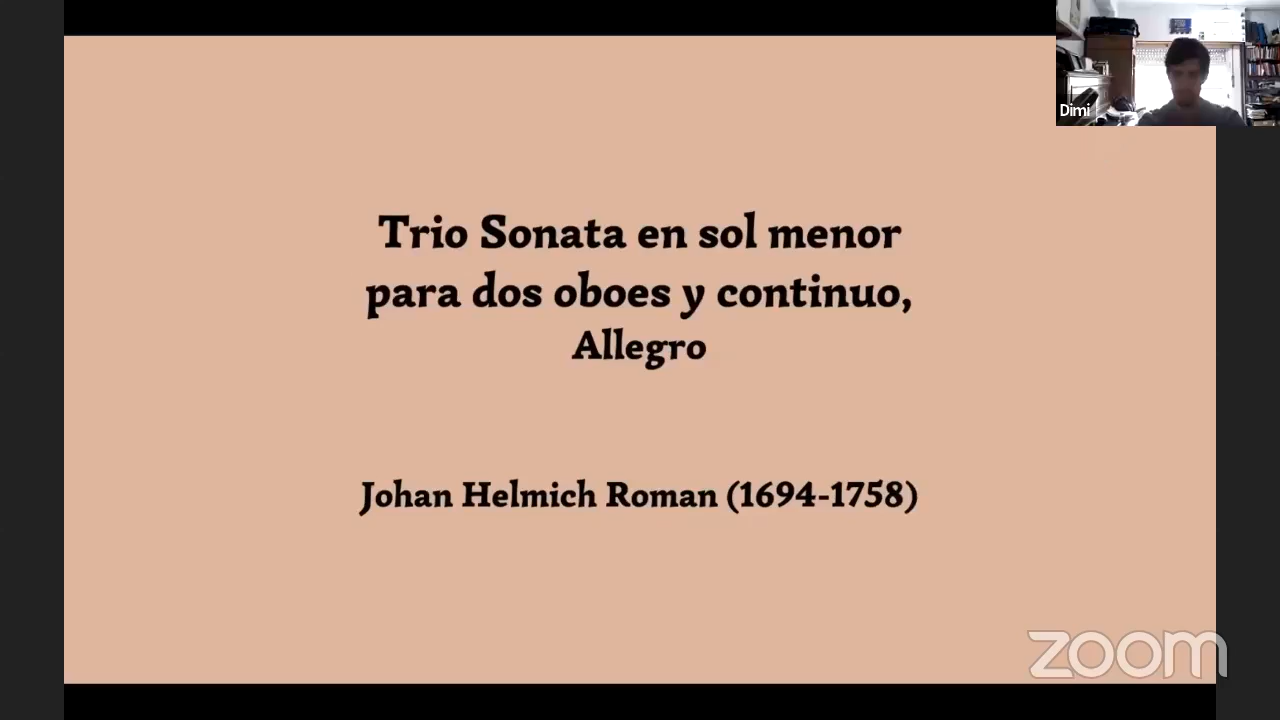 Dimi
Trio Sonata en sol menor
para dos oboes y continuo,
Allegro
Johan Helmich Roman (1694-1758)
zoom